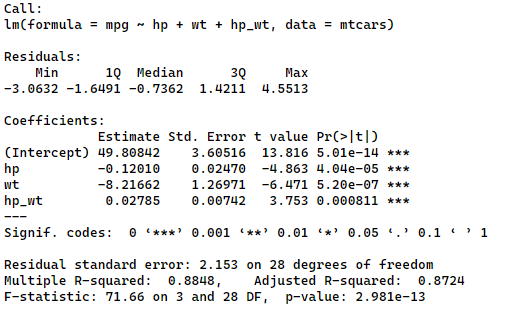 Call:
lm(formula = mpg ~ hp + wt + hp_wt, data = mtcars)
Residuals:
Min 1Q Median 3Q Max
-3.0632 -1.6491 -0.7362 1.4211 4.5513
Coefficients:
Estimate Std. Error t value Pr(>|t|)
(Intercept) 49.80842 3.60516 13.816 5.01e-14 ***
hp -0.12010 0.02470 -4.863 4.04e-05 ***
wt -8.21662 1.26971 -6.471 5.20e-07 ***
hp_wt 0.02785 0.00742 3.753 0.000811 ***
---
Signif. codes: 0 ‘***’ 0.001 ‘**’ 0.01 ‘*’ 0.05 ‘.’ 0.1 ‘ ’ 1
Residual standard error: 2.153 on 28 degrees of freedom
Multiple R-squared: 0.8848, Adjusted R-squared: 0.8724
F-statistic: 71.66 on 3 and 28 DF, p-value: 2.981e-13